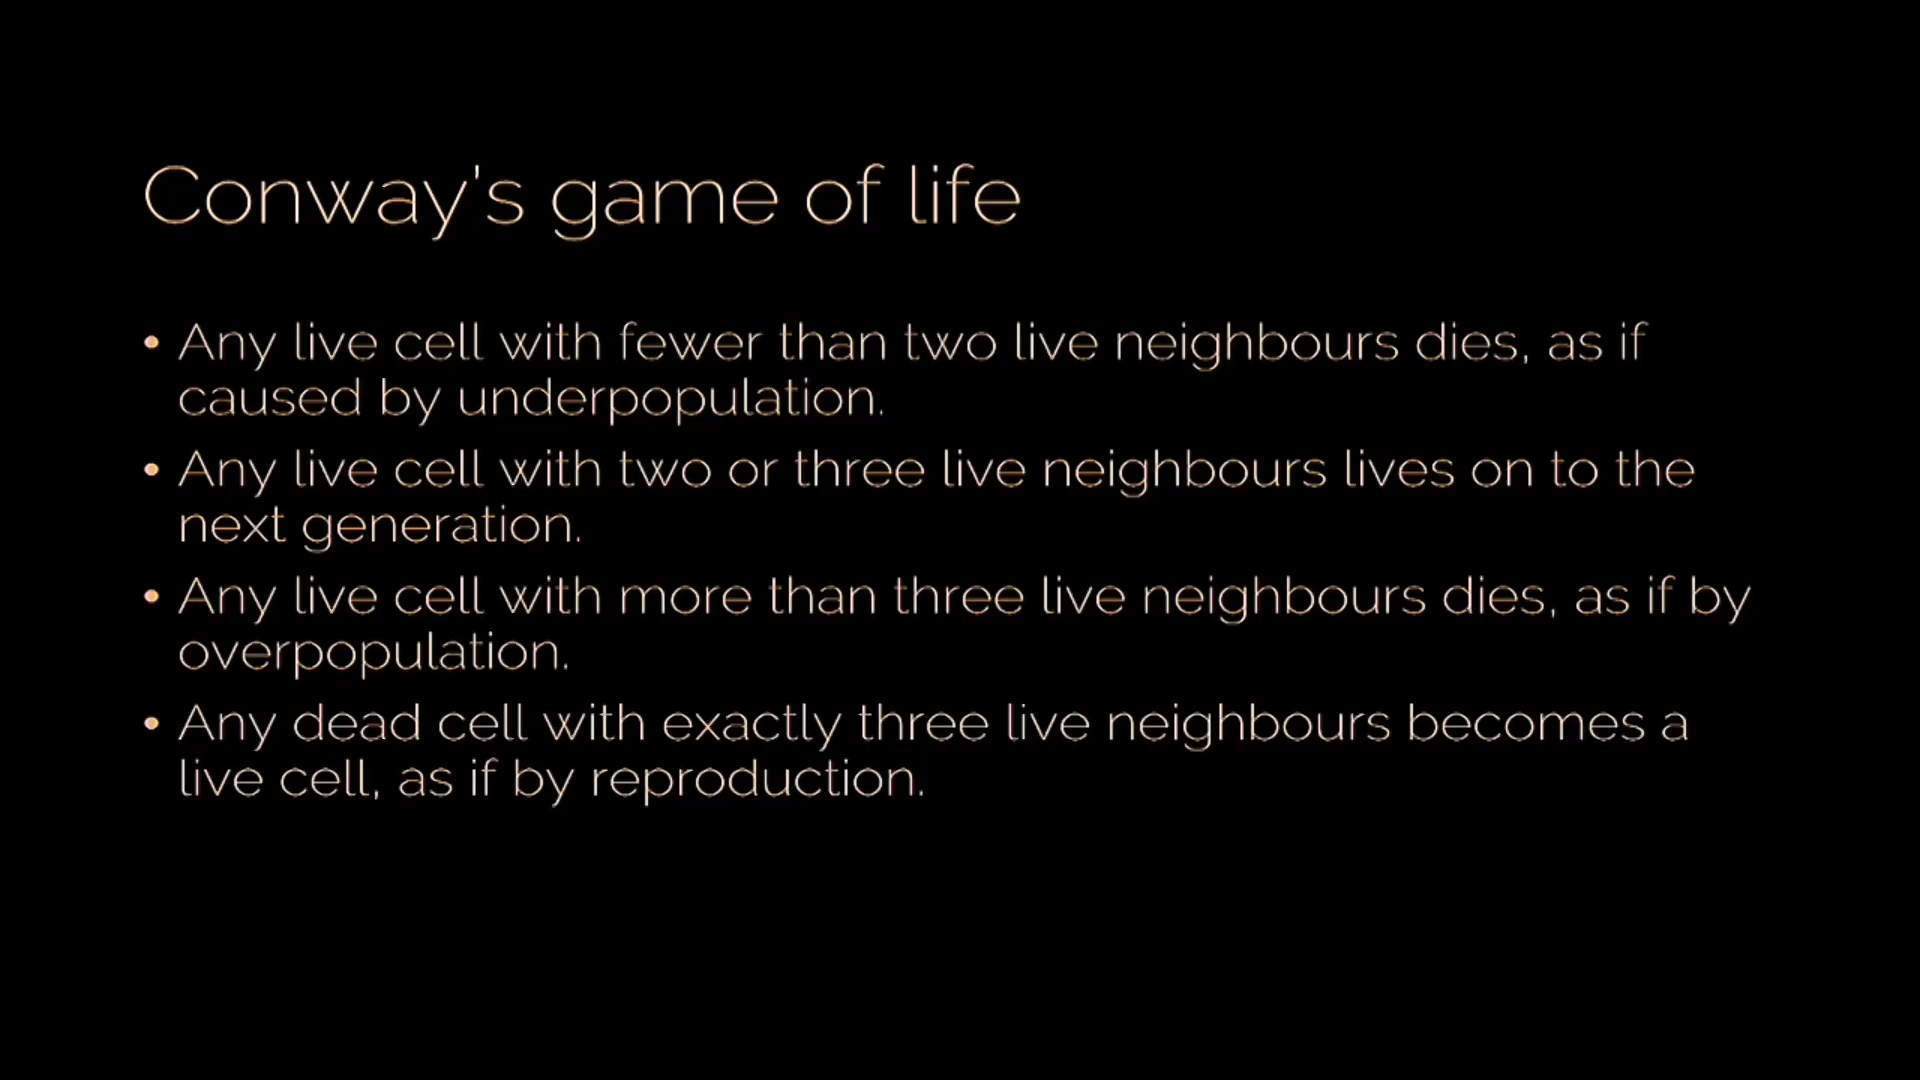 Conway's game of life
• Any live cell with fewer than two live neighbours dies, as if
caused by underpopulation.
• Any live cell with two or three live neighbours lives on to the
next generation.
• Any live cell with more than three live neighbours dies, as if by
overpopulation.
• Any dead cell with exactly three live neighbours becomes a
live cell, as if by reproduction.